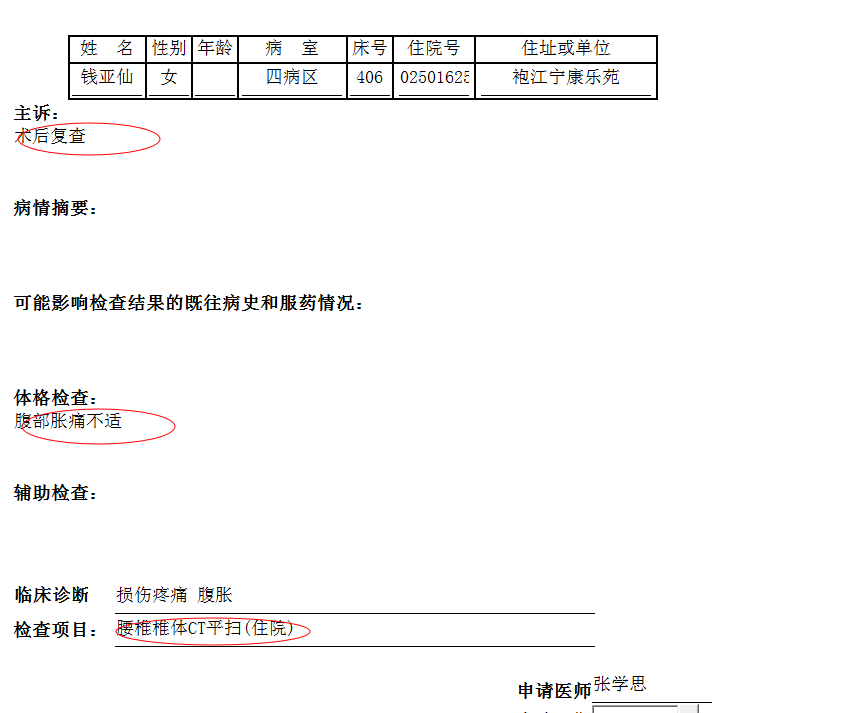 姓 名 性别 年龄 病 室 床号 住院号 住址或单位
钱亚仙 女 四病区 406 02501625 袍江宁康乐苑
主诉：
术后复查
病情摘要：
可能影响检查结果的既往病史和服药情况：
体格检查：
腹部胀痛不适
辅助检查：
临床诊断 损伤疼痛 腹胀
检查项目： 腰椎稚体CT平扫(住院)
申请医师 张学思